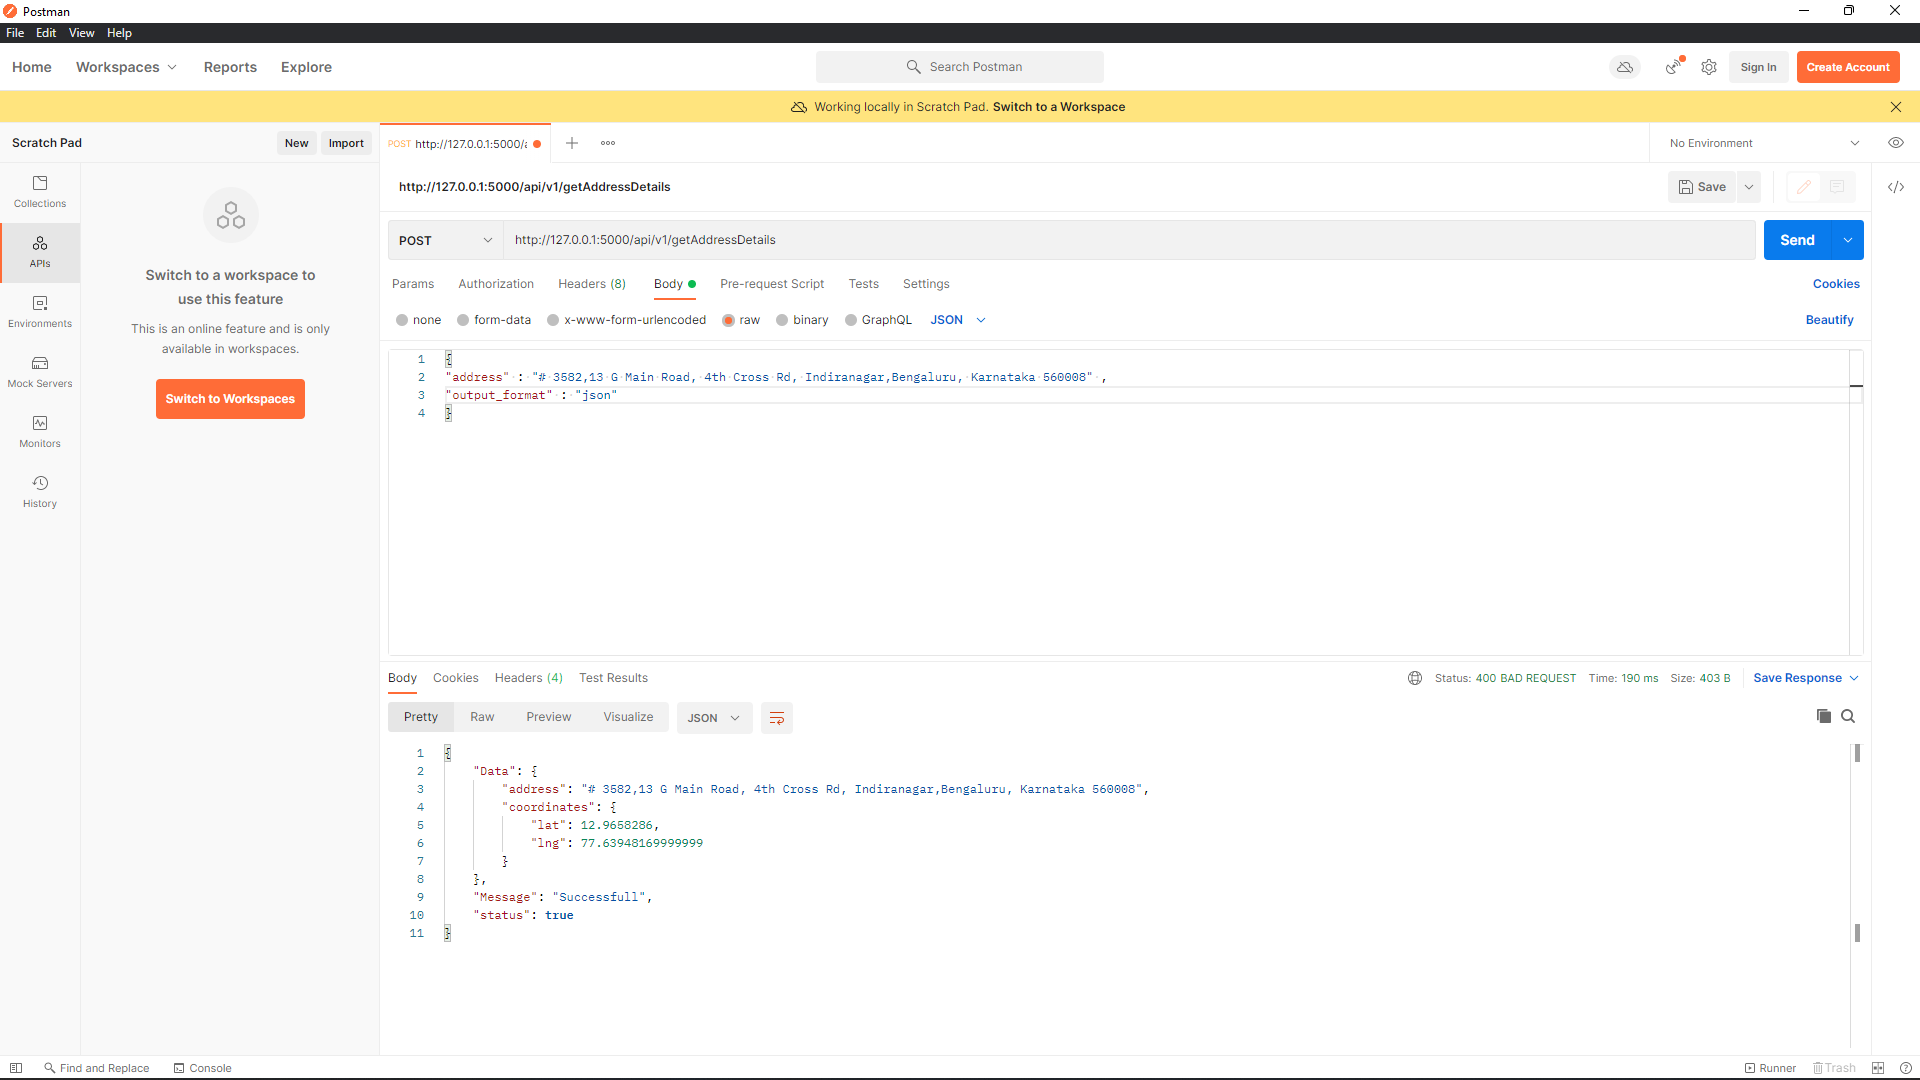 Postman
File Edit View Help
Home Workspaces Reports Explore Search Postman Sign In Create Account
Working locally in Scratch Pad. Switch to a Workspace
Scratch Pad New Import POST http://127.0.0.1:5000/a No Environment
http://127.0.0.1:5000/api/v1/getAddressDetails Save
POST http://127.0.0.1:5000/api/v1/getAddressDetails Send
Params Authorization Headers (8) Body Pre-request Script Tests Settings Cookies
none form-data x-www-form-urlencoded raw binary GraphQL JSON Beautify
Collections
APIs
Environments
Mock Servers
Monitors
History
Switch to a workspace to
use this feature
This is an online feature and is only
available in workspaces.
Switch to Workspaces
1 {
2 "address" : "# 3582,13 G Main Road, 4th Cross Rd, Indiranagar,Bengaluru, Karnataka 560008" ,
3 "output_format" : "json"
4 }
Body Cookies Headers (4) Test Results Status: 400 BAD REQUEST Time: 190 ms Size: 403 B Save Response
Pretty Raw Preview Visualize JSON
1 {
2 "Data": {
3 "address": "# 3582,13 G Main Road, 4th Cross Rd, Indiranagar,Bengaluru, Karnataka 560008",
4 "coordinates": {
5 "lat": 12.9658286,
6 "lng": 77.63948169999999
7 }
8 },
9 "Message": "Successfull",
10 "status": true
11 }
Find and Replace Console Runner Trash